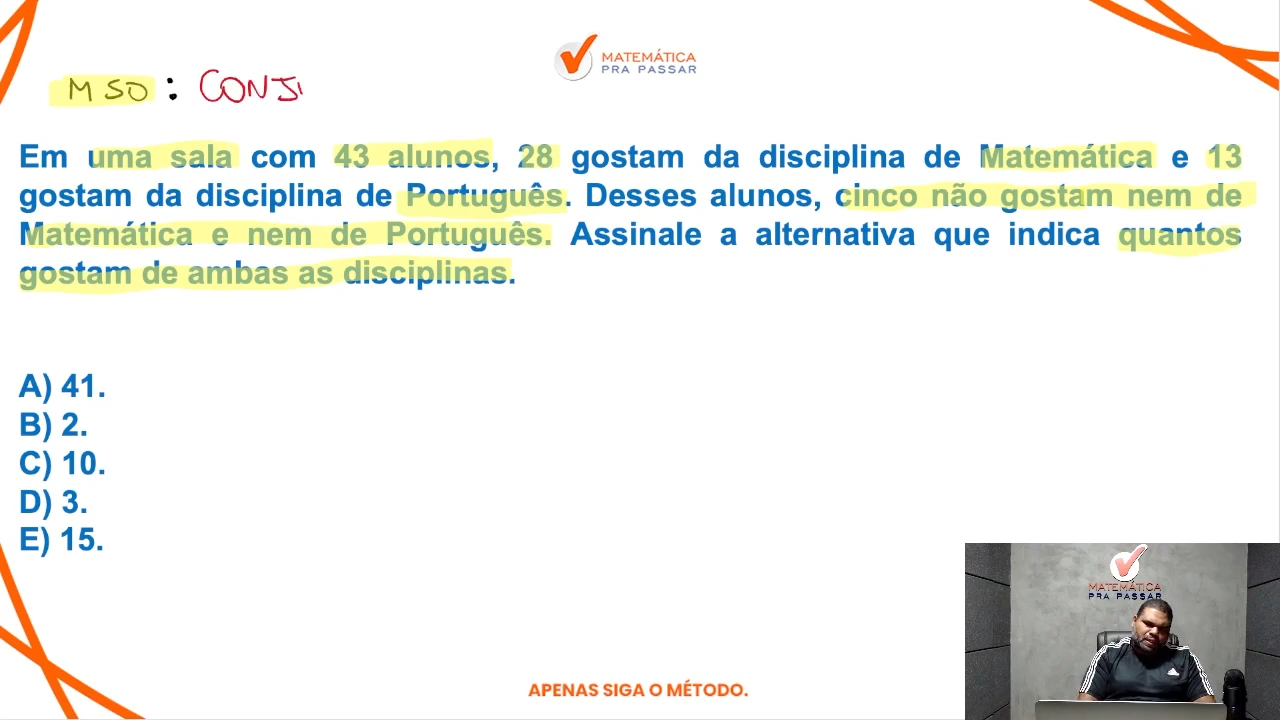 MATEMÁTICA
PRA PASSAR
MSD : CONJ
Em uma sala com 43 alunos, 28 gostam da disciplina de Matemática e 13
gostam da disciplina de Português. Desses alunos, cinco não gostam nem de
Matemática e nem de Português. Assinale a alternativa que indica quantos
gostam de ambas as disciplinas.
A) 41.
B) 2.
C) 10.
D) 3.
E) 15.
MATEMÁTICA
PRA PASSAR
APENAS SIGA O MÉTODO.